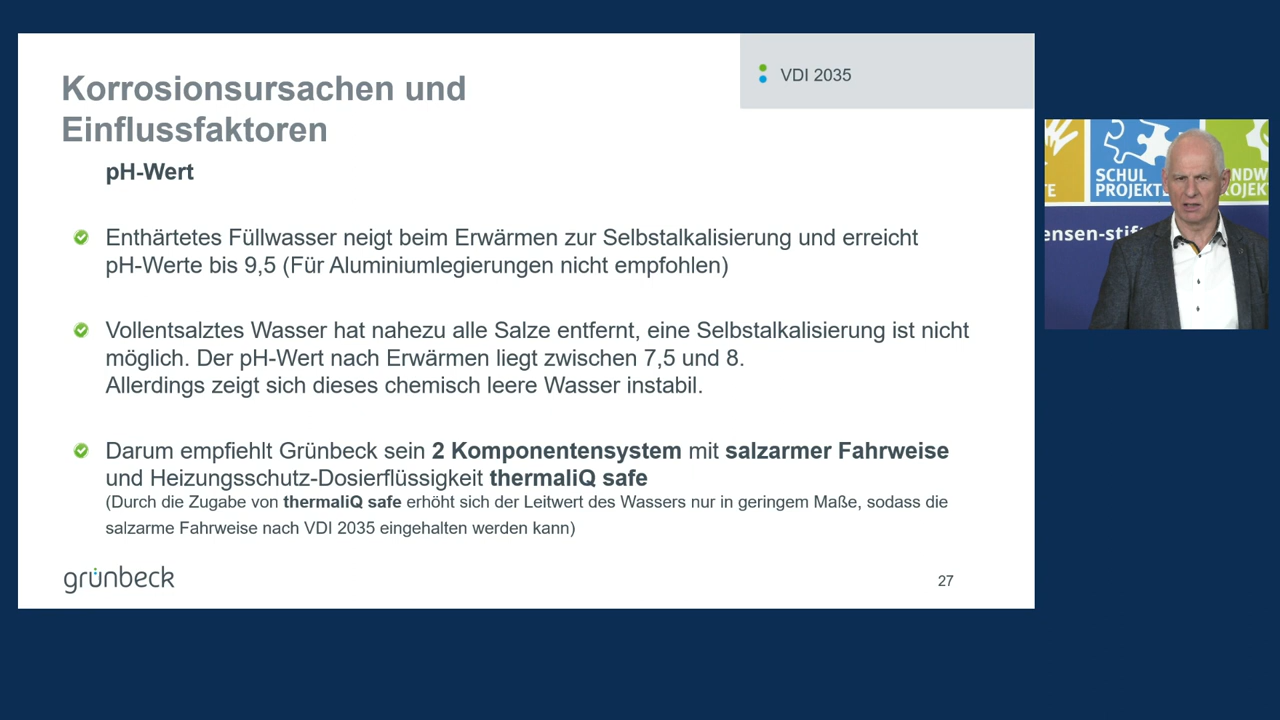 Korrosionsursachen und
Einflussfaktoren
VDI 2035
pH-Wert
Enthärtetes Füllwasser neigt beim Erwärmen zur Selbstalkalisierung und erreicht
pH-Werte bis 9,5 (Für Aluminiumlegierungen nicht empfohlen)
Vollentsalztes Wasser hat nahezu alle Salze entfernt, eine Selbstalkalisierung ist nicht
möglich. Der pH-Wert nach Erwärmen liegt zwischen 7,5 und 8.
Allerdings zeigt sich dieses chemisch leere Wasser instabil.
Darum empfiehlt Grünbeck sein 2 Komponentensystem mit salzarmer Fahrweise
und Heizungsschutz-Dosierflüssigkeit thermaliQ safe
(Durch die Zugabe von thermaliQ safe erhöht sich der Leitwert des Wassers nur in geringem Maße, sodass die
salzarme Fahrweise nach VDI 2035 eingehalten werden kann)
grünbeck
27
TE
SCHUL
PROJEKTE
NDW
ROJEK
ensen-stif